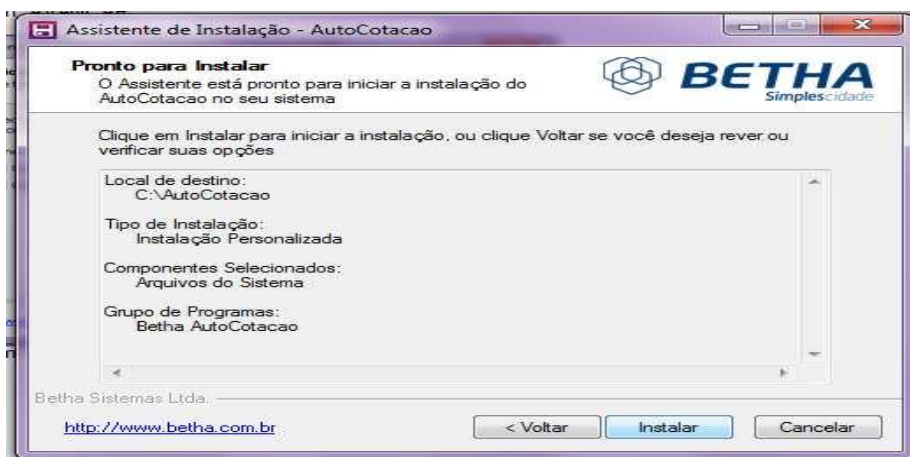 Assistente de Instalação - AutoCotacao
Pronto para Instalar
O Assistente está pronto para iniciar a instalação do
AutoCotacao no seu sistema
BETHA
Simplescidade
Clique em Instalar para iniciar a instalação, ou clique Voltar se você deseja rever ou
verificar suas opções
Local de destino:
C:\AutoCotacao
Tipo de Instalação:
Instalação Personalizada
Componentes Selecionados:
Arquivos do Sistema
Grupo de Programas:
Betha AutoCotacao
Betha Sistemas Ltda.
http://www.betha.com.br
< Voltar
Instalar
Cancelar